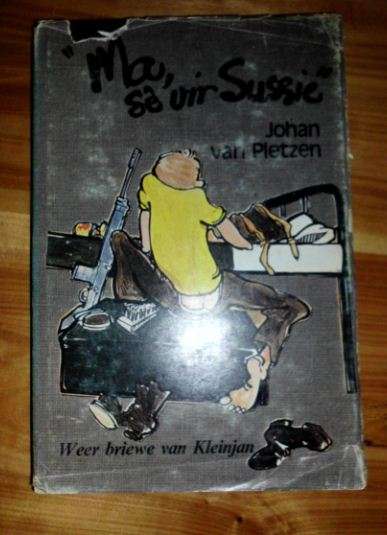 "Ma,
sê vir Sussie"
Johan
van Pletzen
Weer briewe van Kleinjan